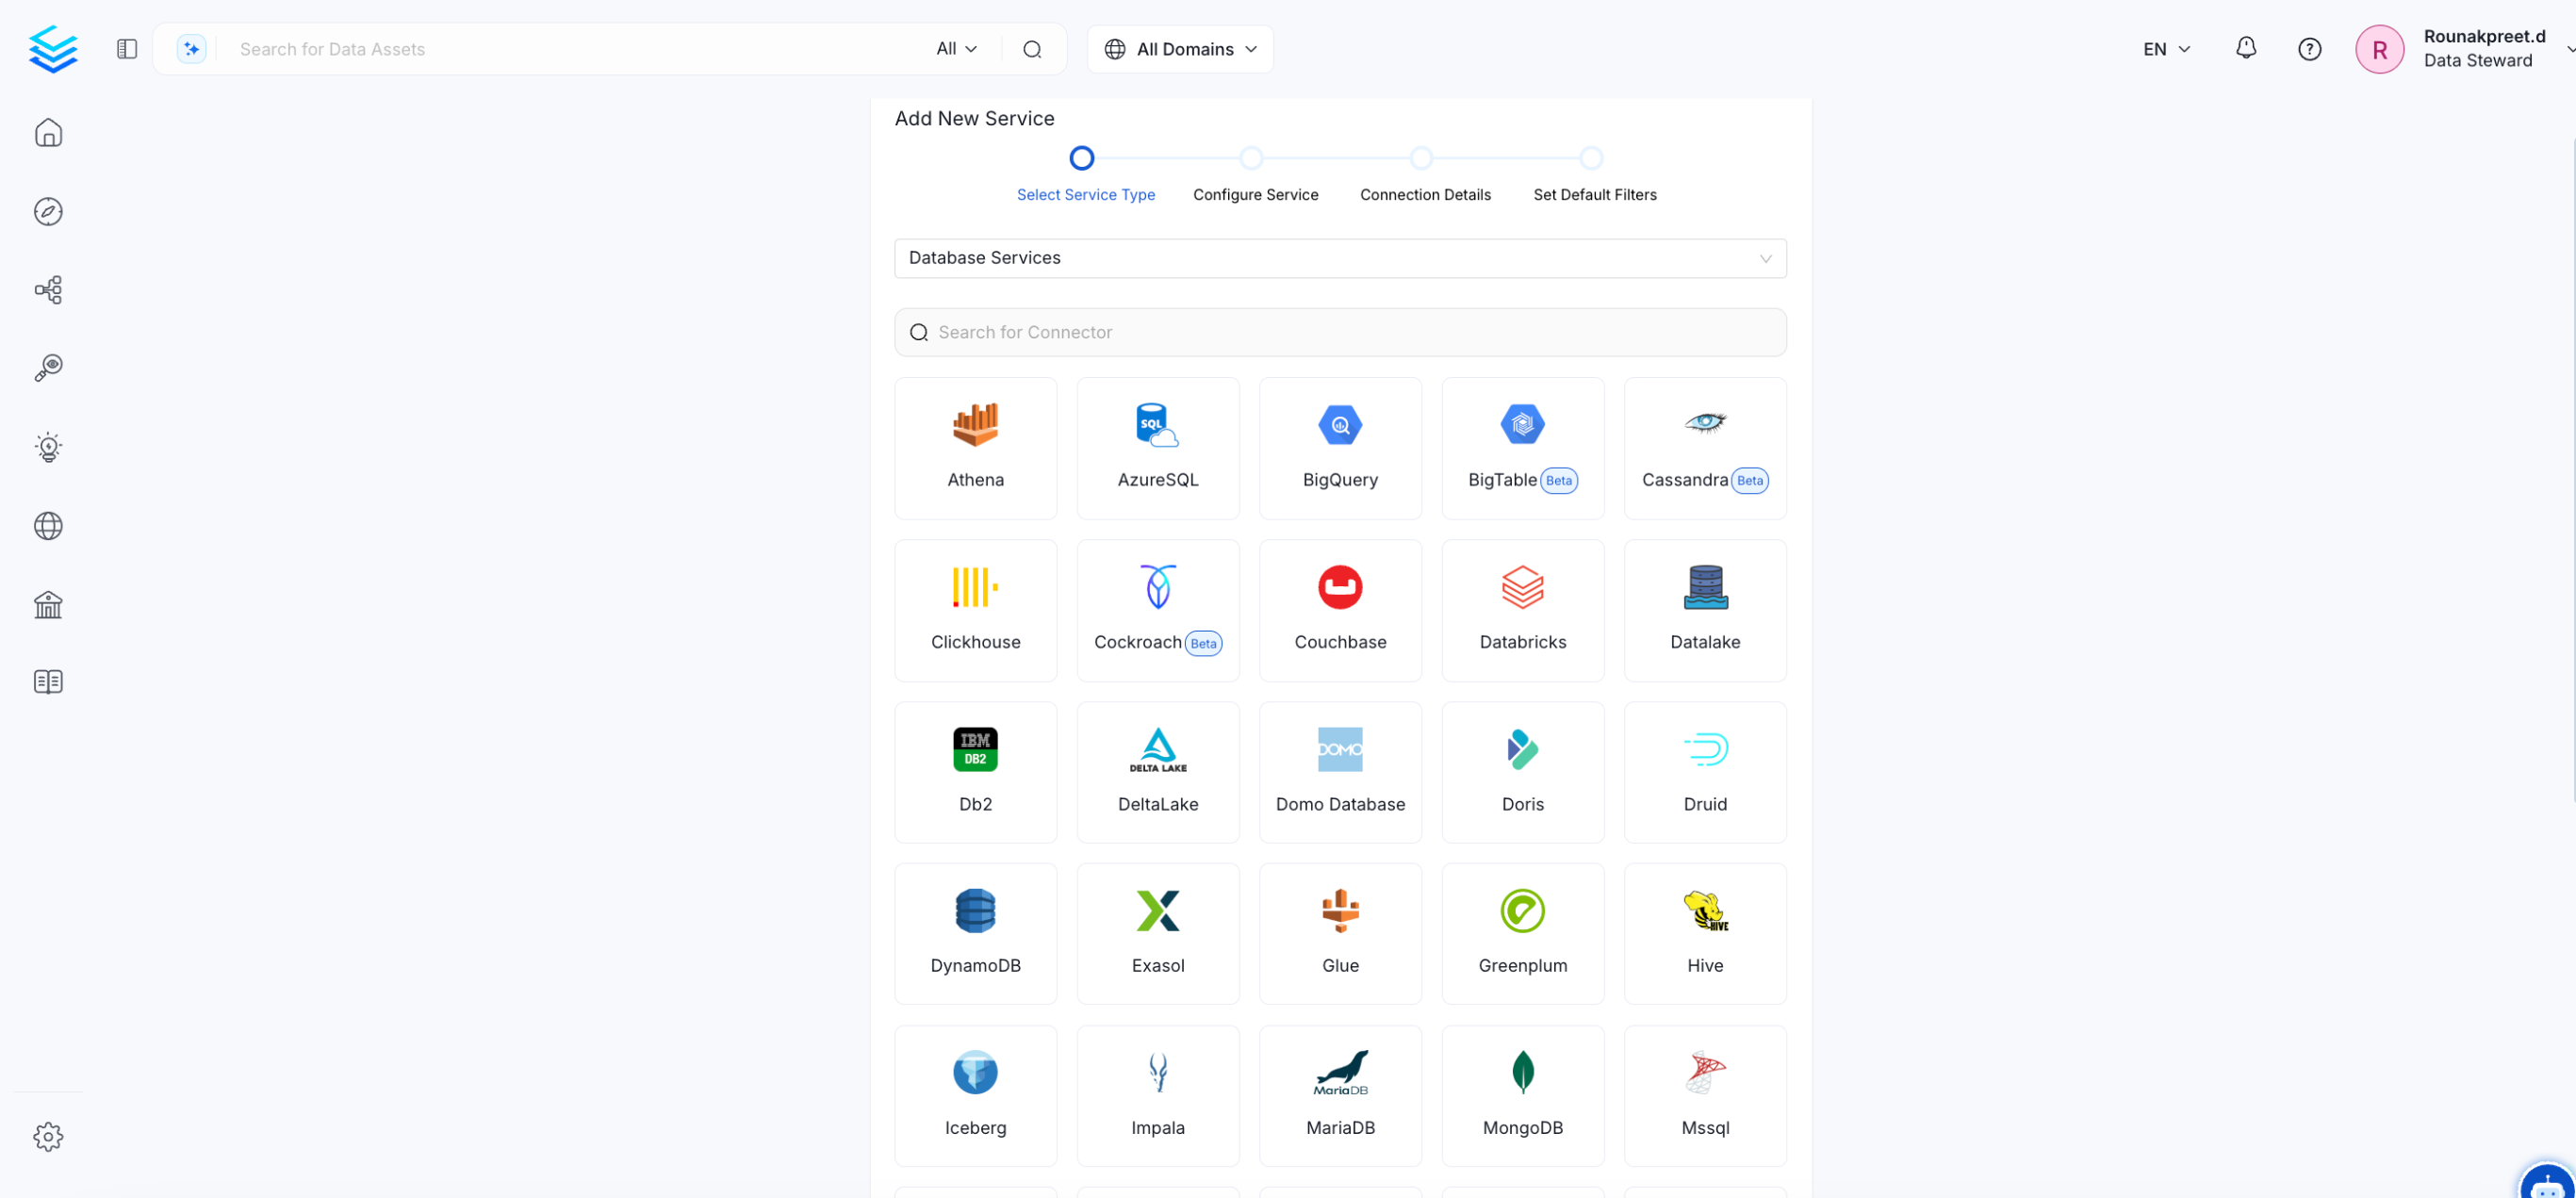 Search for Data Assets
All
All Domains
EN
R
Rounakpreet.d
Data Steward
Add New Service
Select Service Type
Configure Service
Connection Details
Set Default Filters
Database Services
Search for Connector
SQL
Athena
AzureSQL
BigQuery
BigTable Beta
Cassandra Beta
Clickhouse
Cockroach Beta
Couchbase
Databricks
Datalake
IBM
DB2
DELTA LAKE
DOMO
Db2
DeltaLake
Domo Database
Doris
Druid
HIVE
DynamoDB
Exasol
Glue
Greenplum
Hive
MariaDB
Iceberg
Impala
MariaDB
MongoDB
Mssql